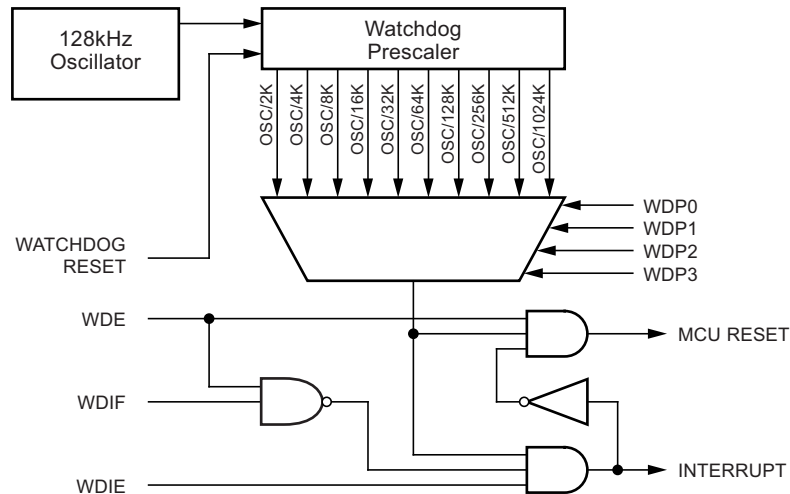 128kHz
Oscillator
Watchdog
Prescaler
OSC/2K
OSC/4K
OSC/8K
OSC/16K
OSC/32K
OSC/64K
OSC/128K
OSC/256K
OSC/512K
OSC/1024K
WDP0
WDP1
WDP2
WDP3
WATCHDOG
RESET
WDE
MCU RESET
WDIF
INTERRUPT
WDIE